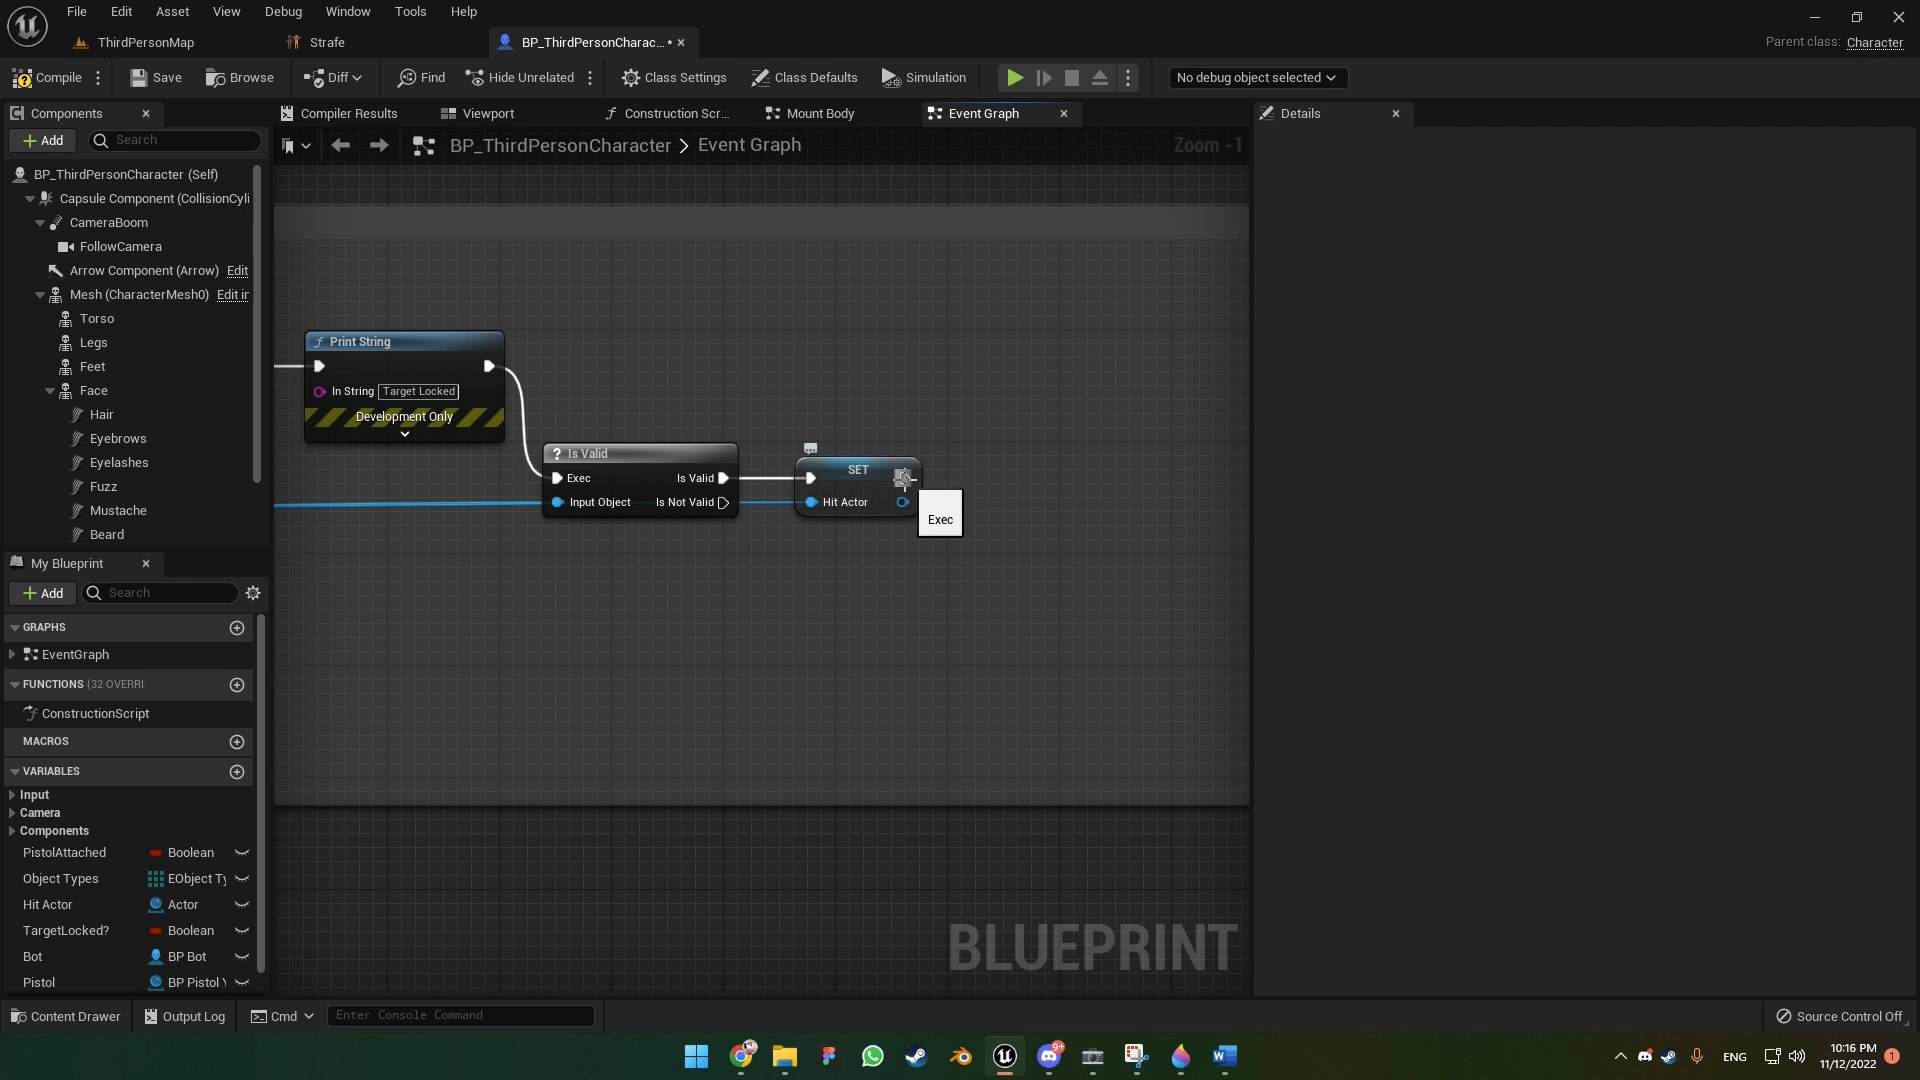 File Edit Asset View Debug Window Tools Help
ThirdPersonMap
Strafe
BP_ThirdPersonCharac... •
Parent class: Character
Compile
Save
Browse
Diff
Find
Hide Unrelated
Class Settings
Class Defaults
Simulation
No debug object selected
Components
Compiler Results
Viewport
Construction Scr...
Mount Body
Event Graph
Details
Add
Search
BP_ThirdPersonCharacter > Event Graph
Zoom -1
BP_ThirdPersonCharacter (Self)
Capsule Component (CollisionCyli
CameraBoom
FollowCamera
Arrow Component (Arrow) Edit
Mesh (CharacterMesh0) Edit in
Torso
Legs
Feet
Face
Hair
Eyebrows
Eyelashes
Fuzz
Mustache
Beard
Print String
In String Target Locked
Development Only
? Is Valid
Exec Is Valid
Input Object Is Not Valid
SET
Hit Actor
Exec
My Blueprint
Add
Search
GRAPHS
EventGraph
FUNCTIONS (32 OVERRI
ConstructionScript
MACROS
VARIABLES
Input
Camera
Components
PistolAttached Boolean
Object Types EObject Ty
Hit Actor Actor
TargetLocked? Boolean
Bot BP Bot
Pistol BP Pistol
BLUEPRINT
Content Drawer
Output Log
Cmd
Enter Console Command
Source Control Off
9+
ENG
10:16 PM
11/12/2022
1